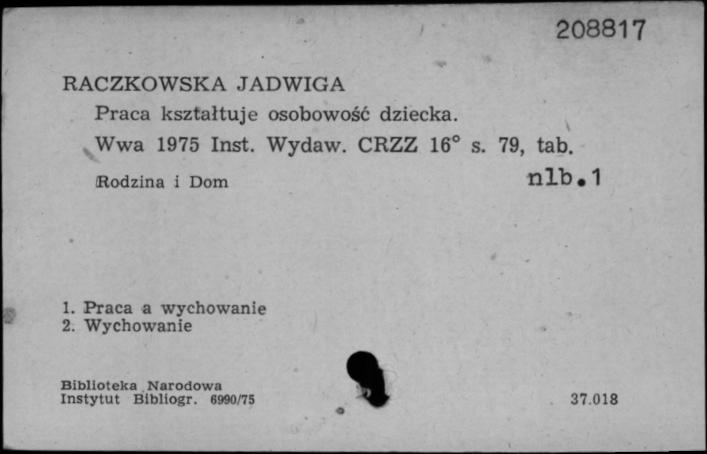 208817
RACZKOWSKA JADWIGA
Praca kształtuje osobowość dziecka.
Wwa 1975 Inst. Wydaw. CRZZ 16° s. 79, tab.
Rodzina i Dom
nlb.1
1. Praca a wychowanie
2. Wychowanie
Biblioteka Narodowa
Instytut Bibliogr. 6990/75
37.018